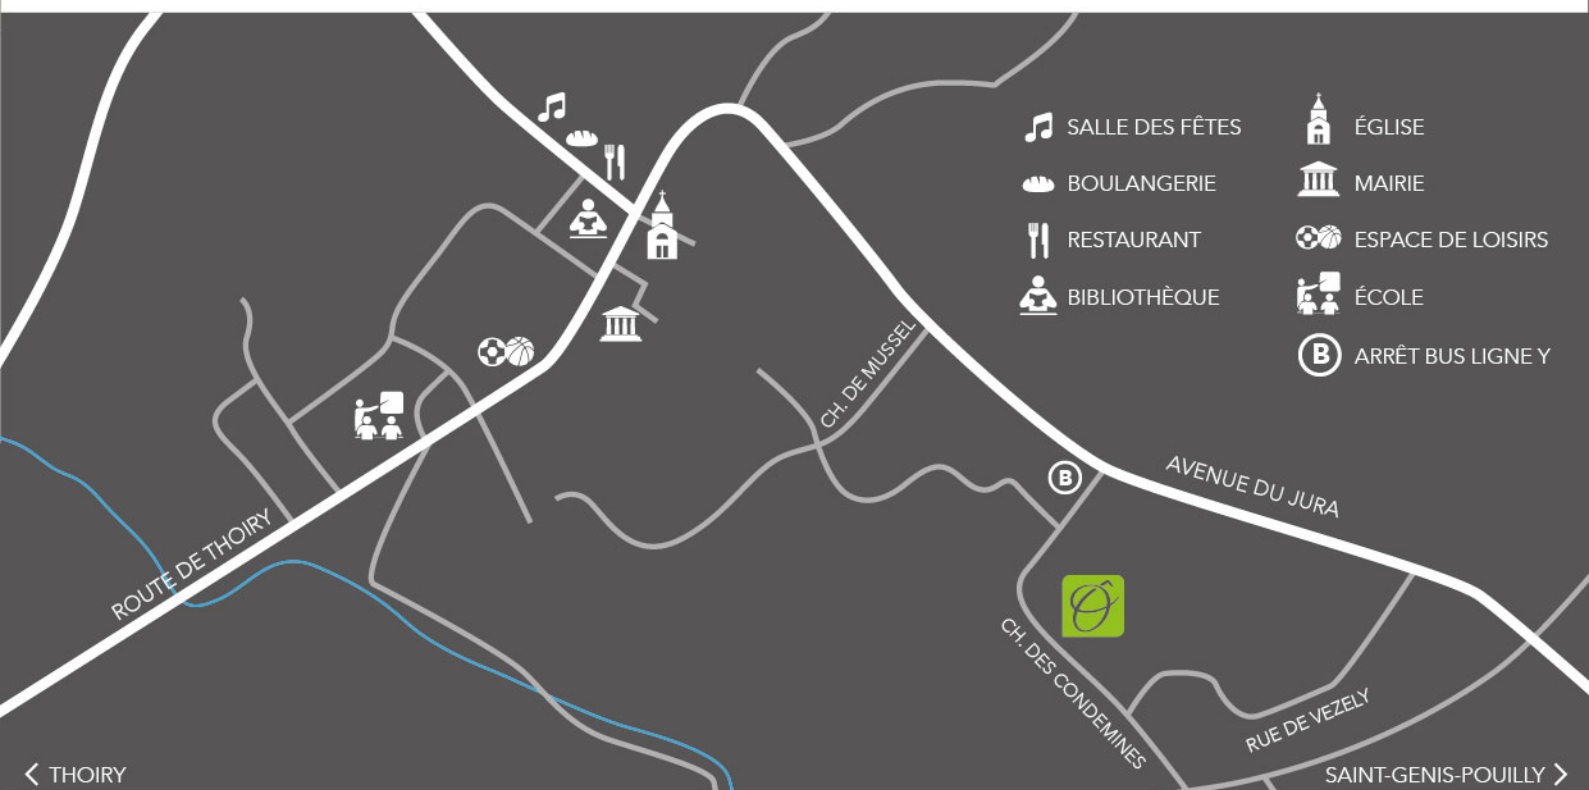 SALLE DES FÊTES
BOULANGERIE
RESTAURANT
BIBLIOTHÈQUE
ÉGLISE
MAIRIE
ESPACE DE LOISIRS
ÉCOLE
B ARRÊT BUS LIGNE Y
CH. DE MUSSEL
B
AVENUE DU JURA
ROUTE DE THOIRY
Ô
CH. DES CONDEMINES
RUE DE VEZELY
< THOIRY
SAINT-GENIS-POUILLY >